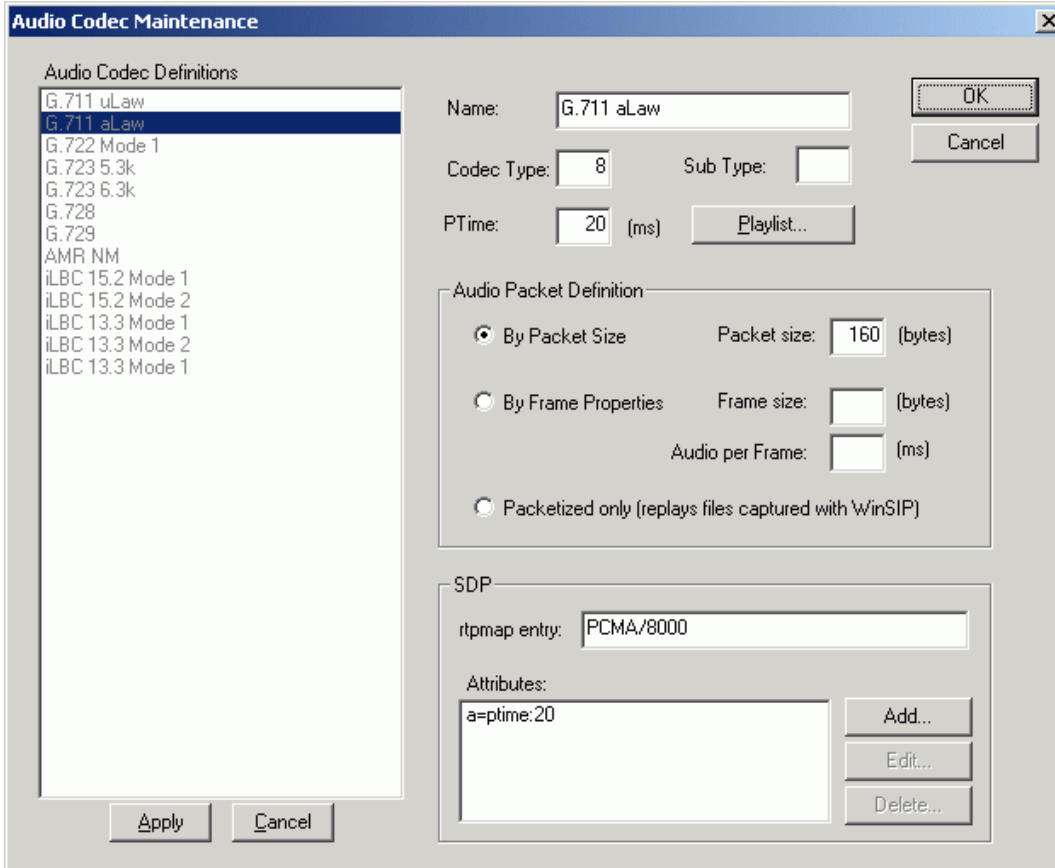 Audio Codec Maintenance
Audio Codec Definitions
G.711 uLaw
G.711 aLaw
G.722 Mode 1
G.723 5.3k
G.723 6.3k
G.728
G.729
AMR NM
iLBC 15.2 Mode 1
iLBC 15.2 Mode 2
iLBC 13.3 Mode 1
iLBC 13.3 Mode 2
iLBC 13.3 Mode 1
Apply
Cancel
Name: G.711 aLaw
Codec Type: 8 Sub Type:
PTime: 20 (ms) Playlist...
OK
Cancel
Audio Packet Definition
By Packet Size Packet size: 160 (bytes)
By Frame Properties Frame size: (bytes)
Audio per Frame: (ms)
Packetized only (replays files captured with WinSIP)
SDP
rtpmap entry: PCMA/8000
Attributes:
a=ptime:20
Add...
Edit...
Delete...